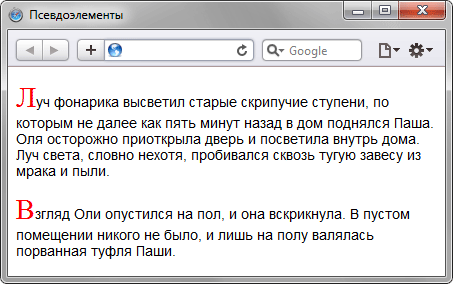 Псевдоэлементы
Google
Луч фонарика высветил старые скрипучие ступени, по
которым не далее как пять минут назад в дом поднялся Паша.
Оля осторожно приоткрыла дверь и посветила внутрь дома.
Луч света, словно нехотя, пробивался сквозь тугую завесу из
мрака и пыли.
Взгляд Оли опустился на пол, и она вскрикнула. В пустом
помещении никого не было, и лишь на полу валялась
порванная туфля Паши.